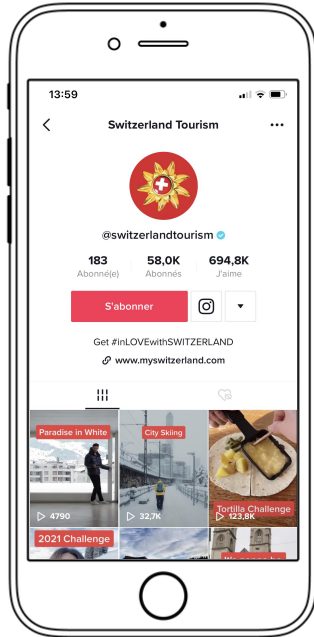 13:59
Switzerland Tourism
@switzerlandtourism
183 58,0K 694,8K
Abonné(e) Abonnés J'aime
S'abonner
Get #inLOVEwithSWITZERLAND
www.myswitzerland.com
Paradise in White
City Skiing
Tortilla Challenge
4790 32,7K 123,8K
2021 Challenge